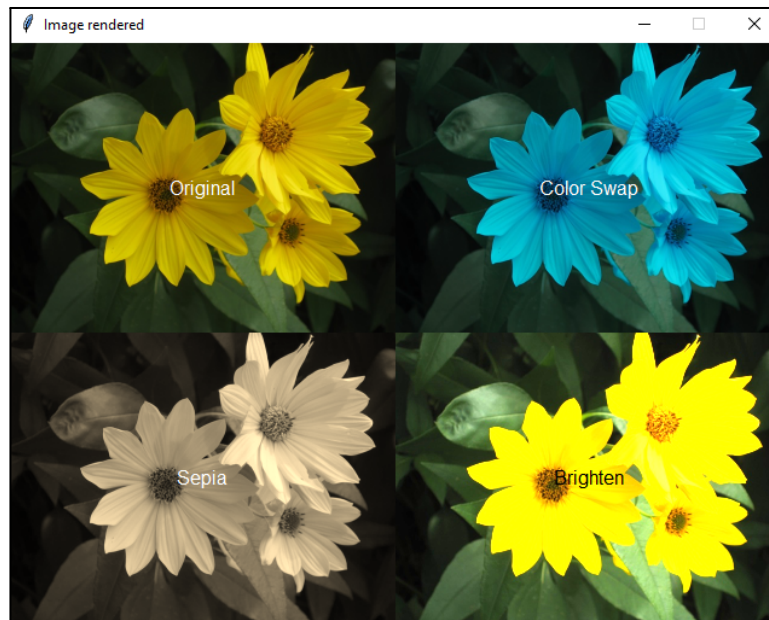 Image rendered
Original
Color Swap
Sepia
Brighten